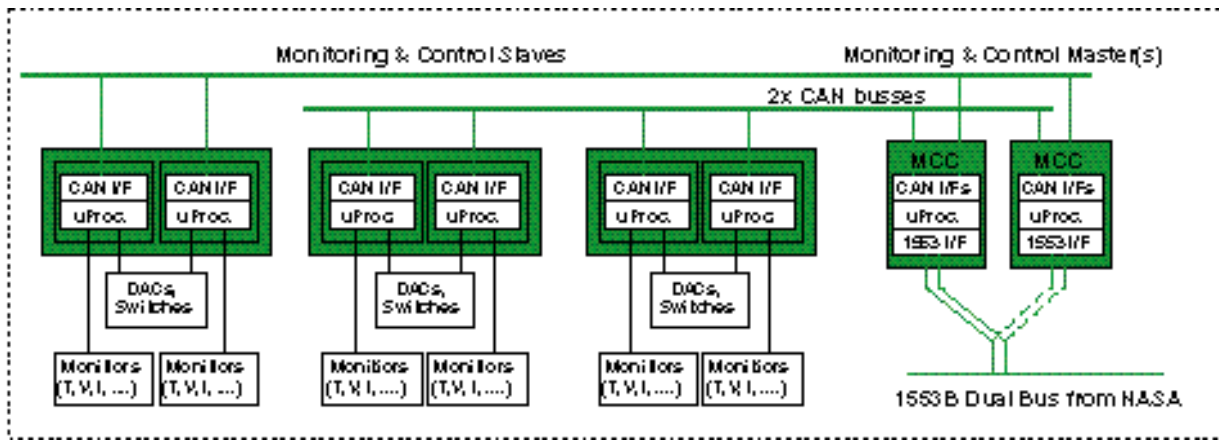 Monitoring & Control Slaves
Monitoring & Control Master(s)
2x CAN busses
CAN I/F
uProc.
CAN I/F
uProc.
DACs,
Switches
Monitors
(T, V, I, ....)
Monitors
(T, V, I, ....)
CAN I/F
uProc.
CAN I/F
uProc.
DACs,
Switches
Monitors
(T, V, I, ....)
Monitors
(T, V, I, ....)
CAN I/F
uProc.
CAN I/F
uProc.
DACs,
Switches
Monitors
(T, V, I, ....)
Monitors
(T, V, I, ....)
MCC
CAN I/Fs
uProc.
1553 I/F
MCC
CAN I/Fs
uProc.
1553 I/F
1553B Dual Bus from NASA